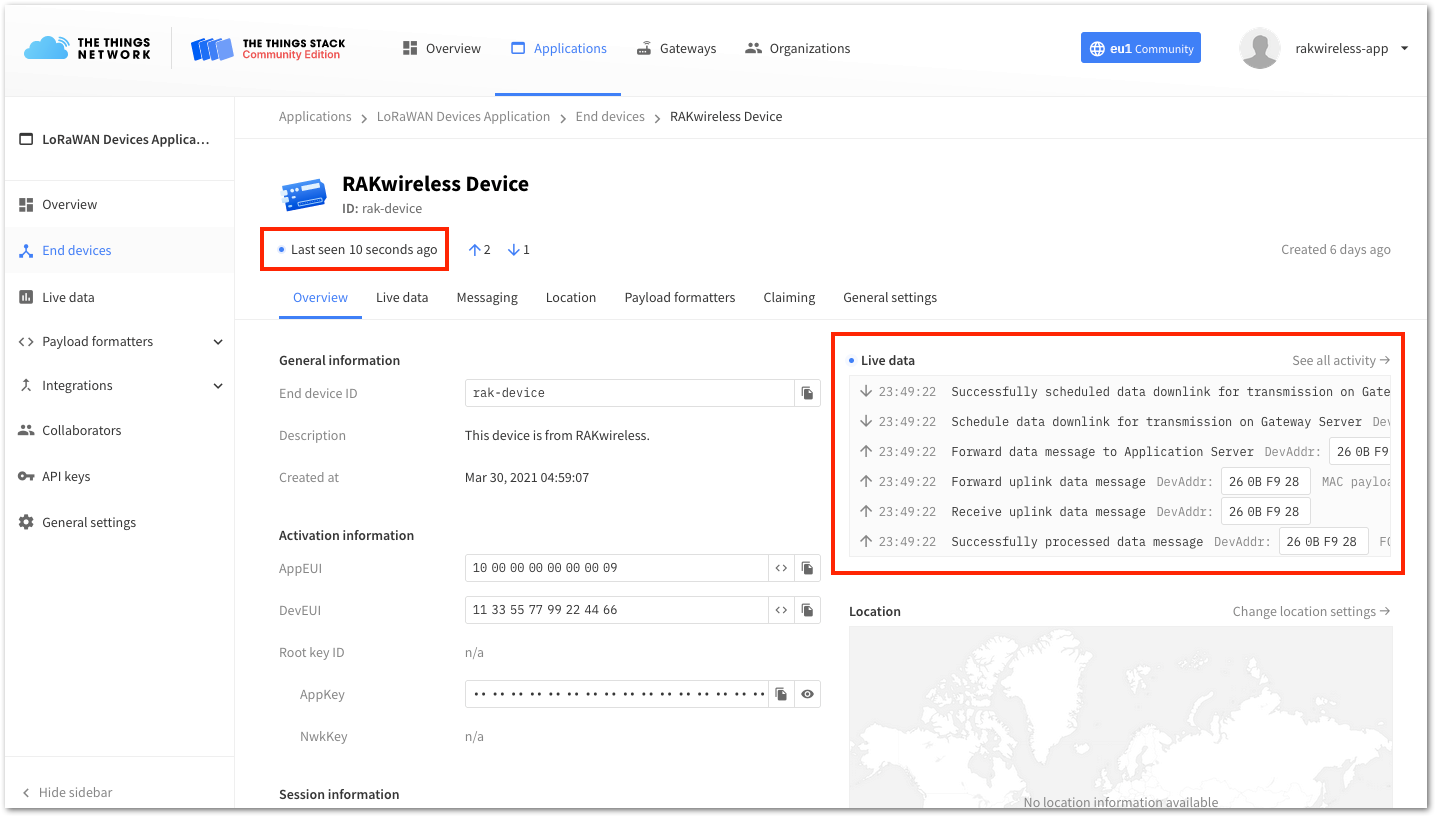 THE THINGS
NETWORK
THE THINGS STACK
Community Edition
Overview
Applications
Gateways
Organizations
eu1 Community
rakwireless-app
LoRaWAN Devices Applica...
Overview
End devices
Live data
Payload formatters
Integrations
Collaborators
API keys
General settings
Hide sidebar
Applications > LoRaWAN Devices Application > End devices > RAKwireless Device
RAKwireless Device
ID: rak-device
Last seen 10 seconds ago ↑2 ↓1
Created 6 days ago
Overview Live data Messaging Location Payload formatters Claiming General settings
General information
End device ID rak-device
Description This device is from RAKwireless.
Created at Mar 30, 2021 04:59:07
Activation information
AppEUI 10 00 00 00 00 00 00 09
DevEUI 11 33 55 77 99 22 44 66
Root key ID n/a
AppKey •• •• •• •• •• •• •• •• •• •• •• •• •• •• •• ••
NwkKey n/a
Session information
Live data See all activity →
↓ 23:49:22 Successfully scheduled data downlink for transmission on Gate
↓ 23:49:22 Schedule data downlink for transmission on Gateway Server Dev
↑ 23:49:22 Forward data message to Application Server DevAddr: 26 0B F9
↑ 23:49:22 Forward uplink data message DevAddr: 26 0B F9 28 MAC payloa
↑ 23:49:22 Receive uplink data message DevAddr: 26 0B F9 28
↑ 23:49:22 Successfully processed data message DevAddr: 26 0B F9 28 FC
Location Change location settings →
No location information available